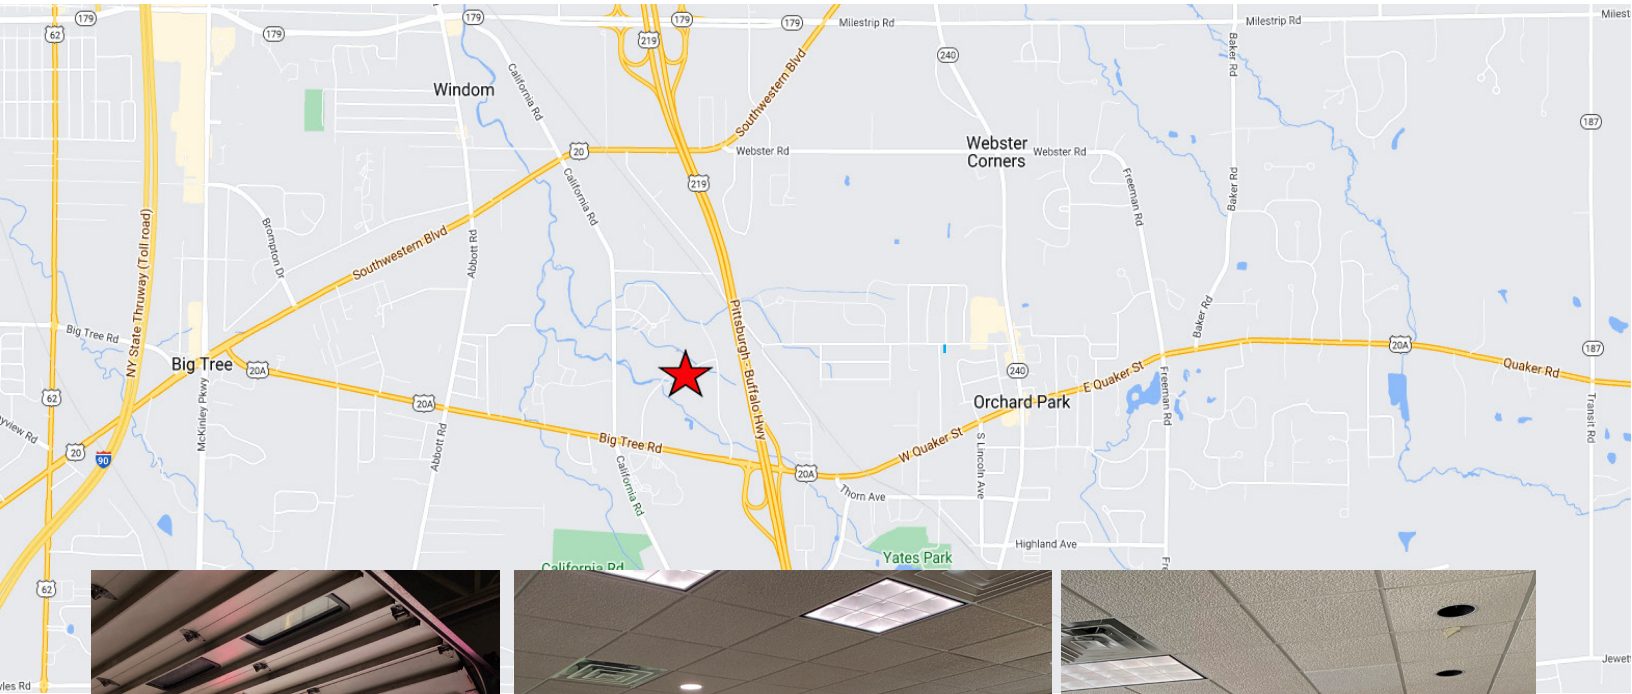 179
62
179
179
219
179
179
Milestrip Rd
Milestrip Rd
240
Windom
California Rd
Southwestern Blvd
Baker Rd
187
20
Webster Rd
Webster
Corners
Webster Rd
219
California Rd
Freeman Rd
Baker Rd
NY State Thruway (Toll road)
Brompton Dr
Southwestern Blvd
Abbott Rd
Big Tree Rd
Pittsburgh - Buffalo Hwy
Baker Rd
20A
187
Big Tree
20A
240
Quaker Rd
62
20A
Orchard Park
E Quaker St
Freeman Rd
McKinley Pkwy
Transit Rd
20
90
Abbott Rd
Big Tree Rd
California Rd
20A
W Quaker St
S Lincoln Ave
Thorn Ave
Highland Ave
Yates Park
California Rd
62